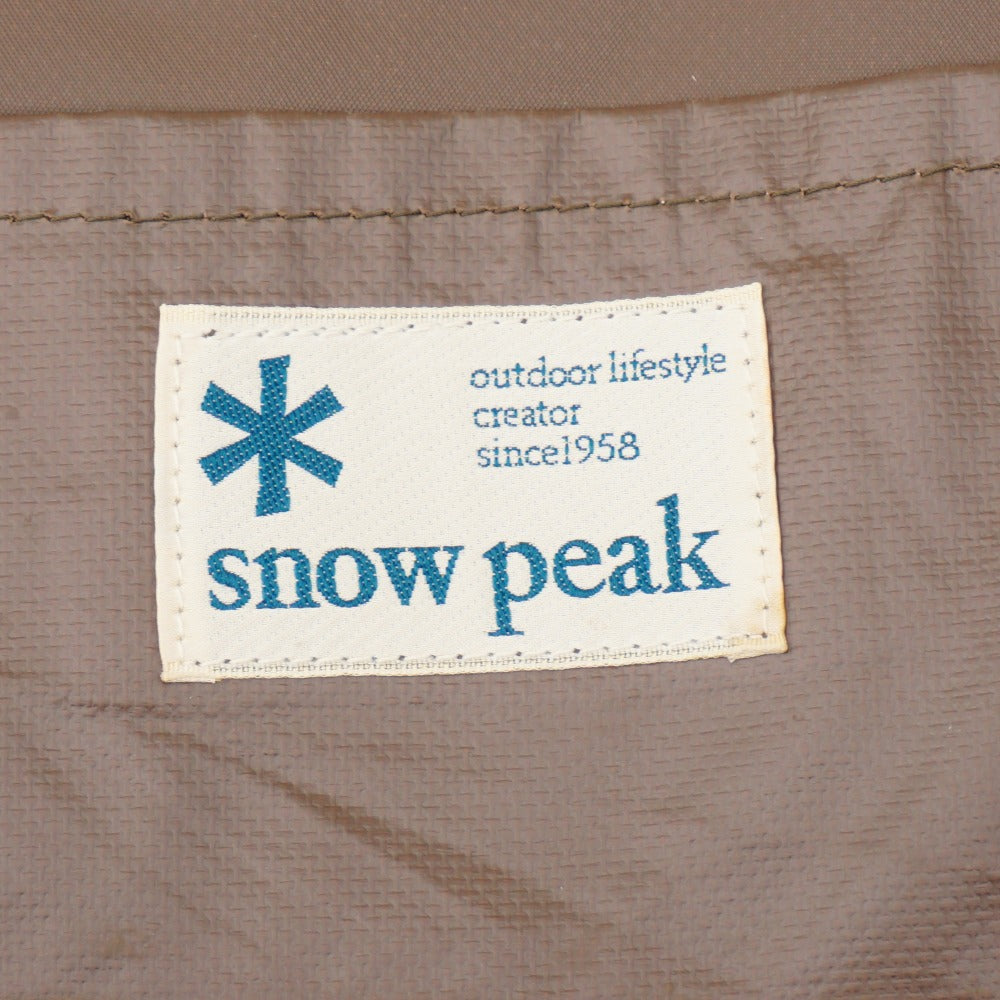 outdoor lifestyle
creator
since1958
snow peak